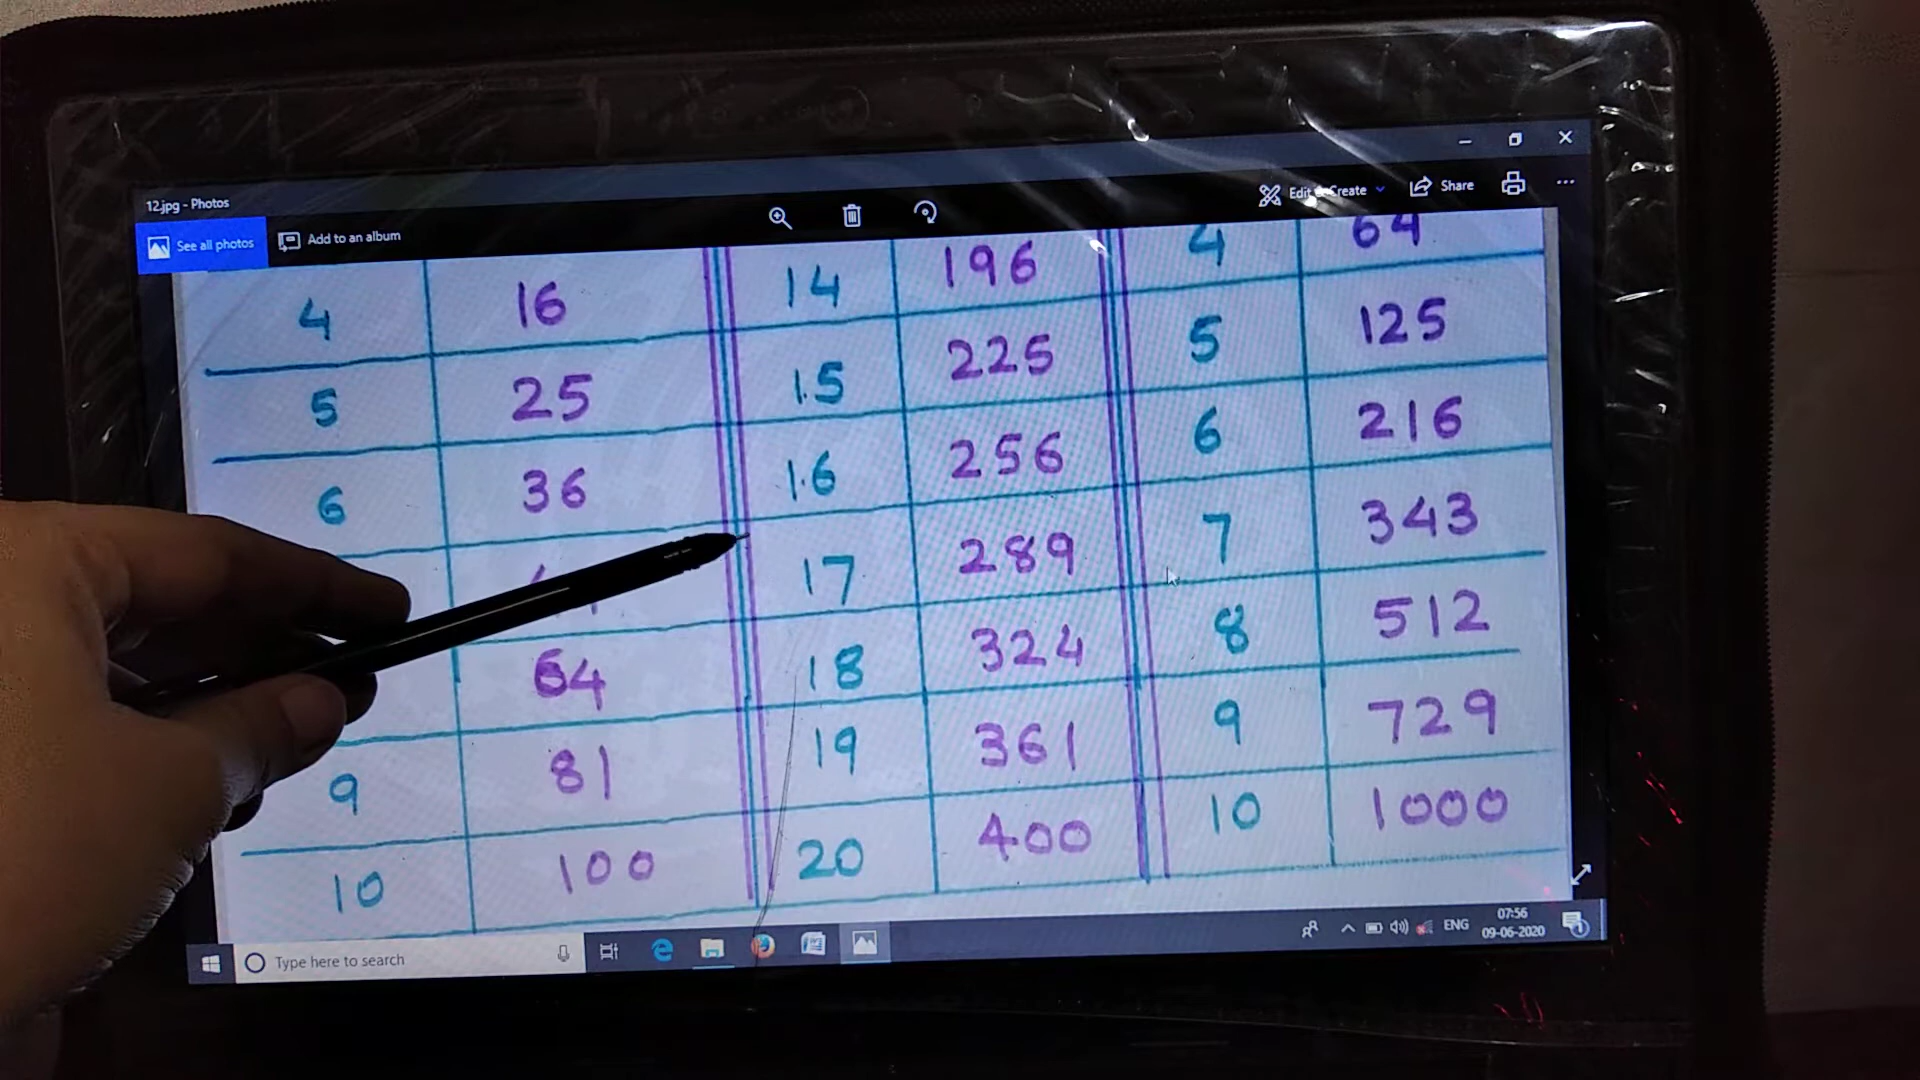 12.jpg - Photos
See all photos
Add to an album
Edit & Create
Share
4 16 14 196 4 64
5 25 15 225 5 125
6 36 16 256 6 216
17 289 7 343
64 18 324 8 512
9 81 19 361 9 729
10 100 20 400 10 1000
Type here to search
ENG
07:56
09-06-2020